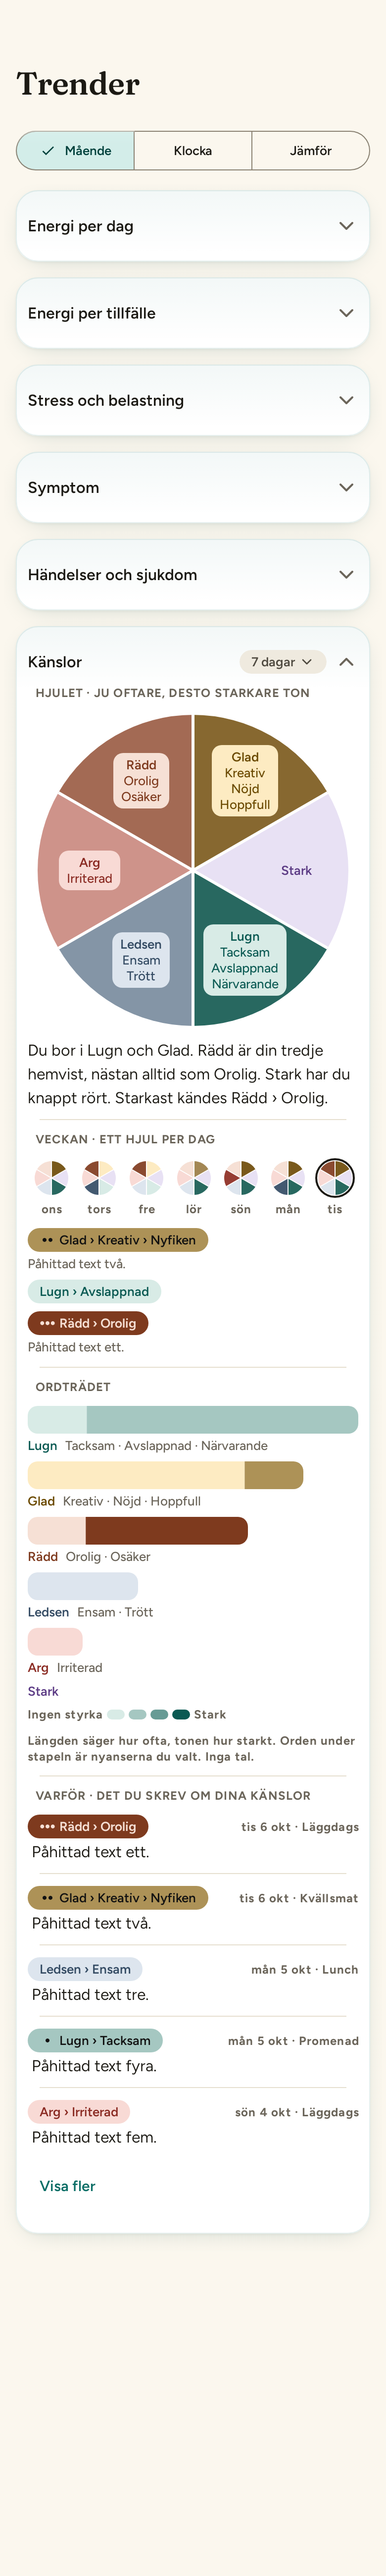 Trender
Mående
Klocka
Jämför
Energi per dag
Energi per tillfälle
Stress och belastning
Symptom
Händelser och sjukdom
Känslor
7 dagar
HJULET · JU OFTARE, DESTO STARKARE TON
Rädd
Orolig
Osäker
Glad
Kreativ
Nöjd
Hoppfull
Arg
Irriterad
Stark
Ledsen
Ensam
Trött
Lugn
Tacksam
Avslappnad
Närvarande
Du bor i Lugn och Glad. Rädd är din tredje
hemvist, nästan alltid som Orolig. Stark har du
knappt rört. Starkast kändes Rädd › Orolig.
VECKAN · ETT HJUL PER DAG
ons tors fre lör sön mån tis
•• Glad › Kreativ › Nyfiken
Påhittad text två.
Lugn › Avslappnad
••• Rädd › Orolig
Påhittad text ett.
ORDTRÄDET
Lugn Tacksam · Avslappnad · Närvarande
Glad Kreativ · Nöjd · Hoppfull
Rädd Orolig · Osäker
Ledsen Ensam · Trött
Arg Irriterad
Stark
Ingen styrka Stark
Längden säger hur ofta, tonen hur starkt. Orden under
stapeln är nyanserna du valt. Inga tal.
VARFÖR · DET DU SKREV OM DINA KÄNSLOR
••• Rädd › Orolig tis 6 okt · Läggdags
Påhittad text ett.
•• Glad › Kreativ › Nyfiken tis 6 okt · Kvällsmat
Påhittad text två.
Ledsen › Ensam mån 5 okt · Lunch
Påhittad text tre.
• Lugn › Tacksam mån 5 okt · Promenad
Påhittad text fyra.
Arg › Irriterad sön 4 okt · Läggdags
Påhittad text fem.
Visa fler